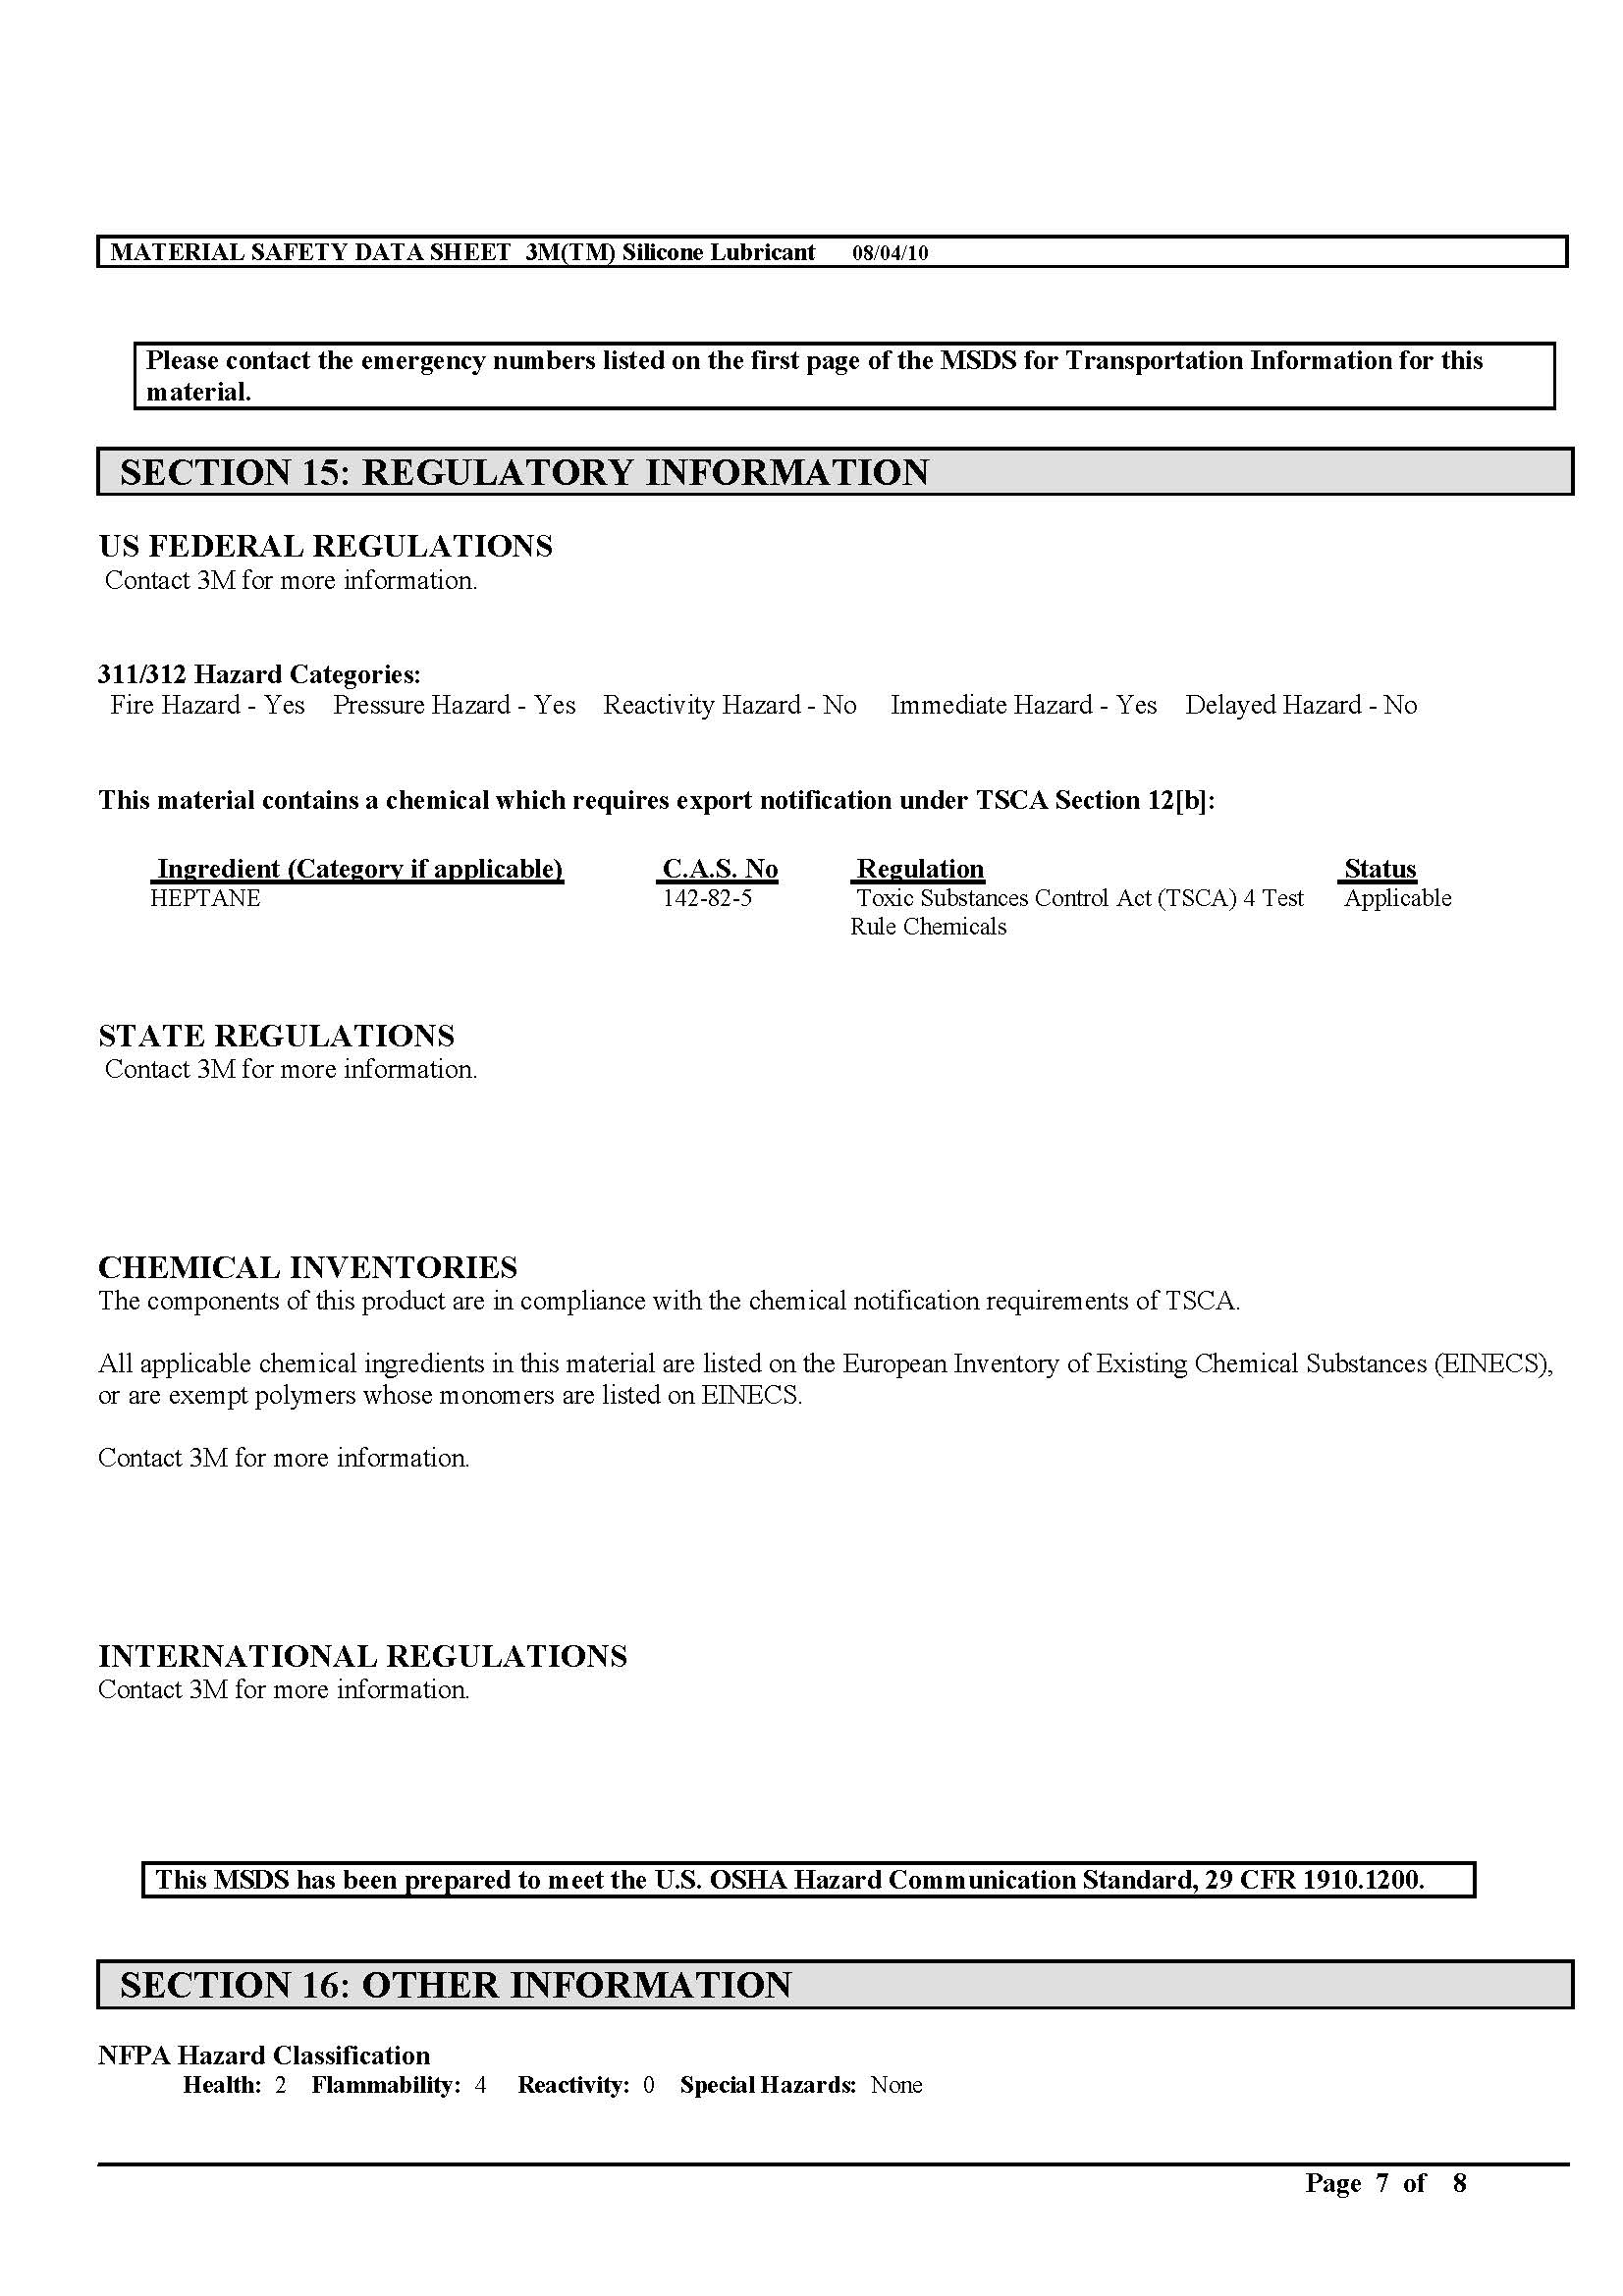 MATERIAL SAFETY DATA SHEET 3M(TM) Silicone Lubricant 08/04/10
Please contact the emergency numbers listed on the first page of the MSDS for Transportation Information for this
material.
SECTION 15: REGULATORY INFORMATION
US FEDERAL REGULATIONS
Contact 3M for more information.
311/312 Hazard Categories:
Fire Hazard - Yes Pressure Hazard - Yes Reactivity Hazard - No Immediate Hazard - Yes Delayed Hazard - No
This material contains a chemical which requires export notification under TSCA Section 12[b]:
Ingredient (Category if applicable) C.A.S. No Regulation Status
HEPTANE 142-82-5 Toxic Substances Control Act (TSCA) 4 Test Applicable
Rule Chemicals
STATE REGULATIONS
Contact 3M for more information.
CHEMICAL INVENTORIES
The components of this product are in compliance with the chemical notification requirements of TSCA.
All applicable chemical ingredients in this material are listed on the European Inventory of Existing Chemical Substances (EINECS),
or are exempt polymers whose monomers are listed on EINECS.
Contact 3M for more information.
INTERNATIONAL REGULATIONS
Contact 3M for more information.
This MSDS has been prepared to meet the U.S. OSHA Hazard Communication Standard, 29 CFR 1910.1200.
SECTION 16: OTHER INFORMATION
NFPA Hazard Classification
Health: 2 Flammability: 4 Reactivity: 0 Special Hazards: None
Page 7 of 8